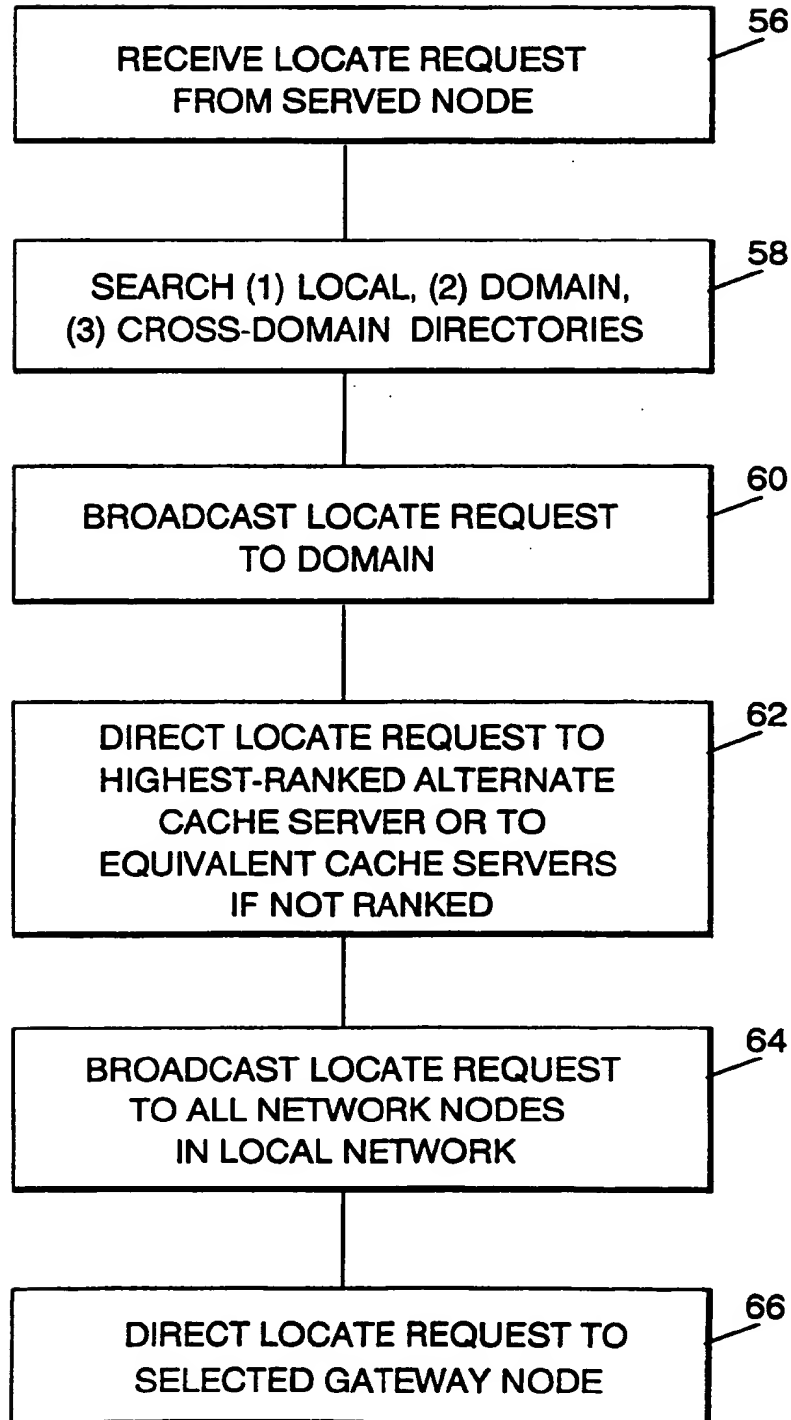 56
RECEIVE LOCATE REQUEST
FROM SERVED NODE
58
SEARCH (1) LOCAL, (2) DOMAIN,
(3) CROSS-DOMAIN DIRECTORIES
60
BROADCAST LOCATE REQUEST
TO DOMAIN
62
DIRECT LOCATE REQUEST TO
HIGHEST-RANKED ALTERNATE
CACHE SERVER OR TO
EQUIVALENT CACHE SERVERS
IF NOT RANKED
64
BROADCAST LOCATE REQUEST
TO ALL NETWORK NODES
IN LOCAL NETWORK
66
DIRECT LOCATE REQUEST TO
SELECTED GATEWAY NODE